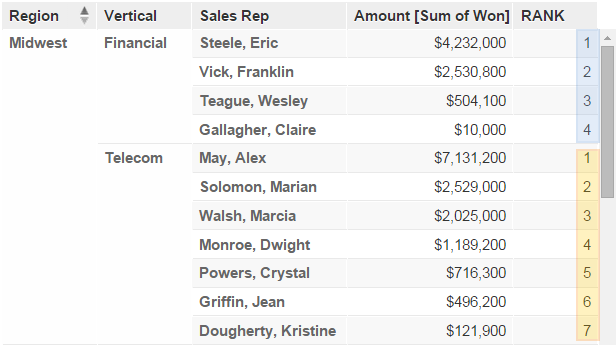 Region Vertical Sales Rep Amount [Sum of Won] RANK
Midwest Financial Steele, Eric $4,232,000 1
Vick, Franklin $2,530,800 2
Teague, Wesley $504,100 3
Gallagher, Claire $10,000 4
Telecom May, Alex $7,131,200 1
Solomon, Marian $2,529,000 2
Walsh, Marcia $2,025,000 3
Monroe, Dwight $1,189,200 4
Powers, Crystal $716,300 5
Griffin, Jean $496,200 6
Dougherty, Kristine $121,900 7